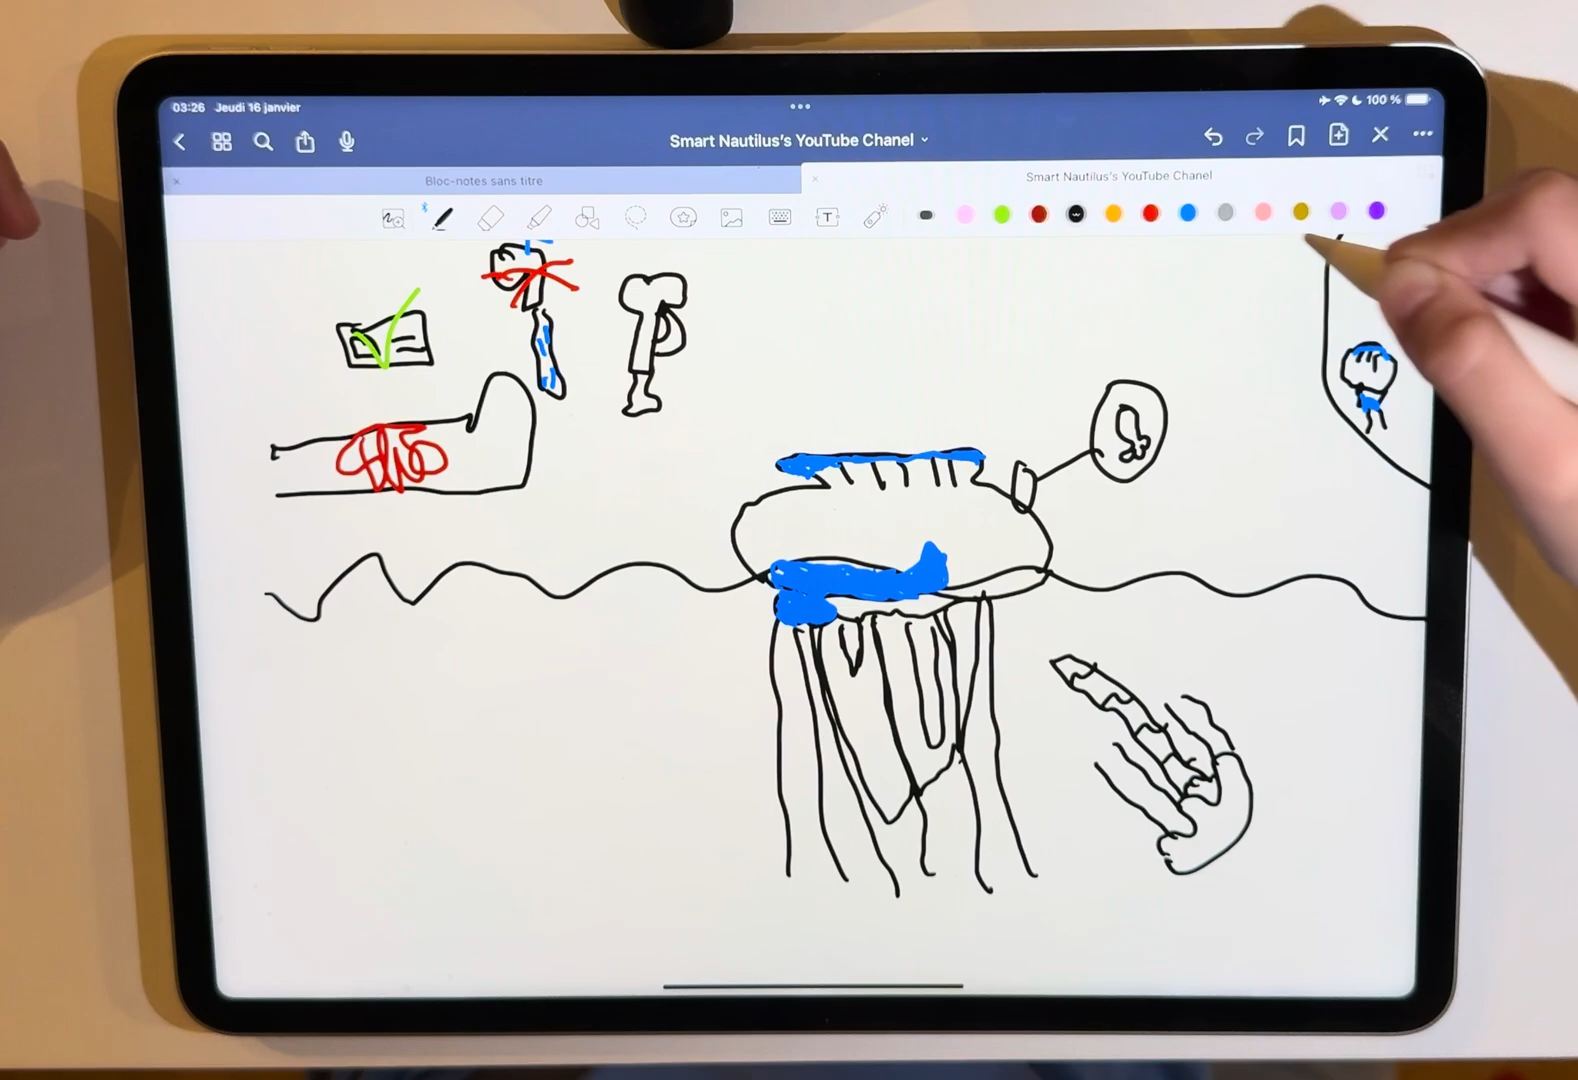 03:26 Jeudi 16 janvier
100 %
Smart Nautilus's YouTube Chanel
Bloc-notes sans titre
Smart Nautilus's YouTube Chanel
T